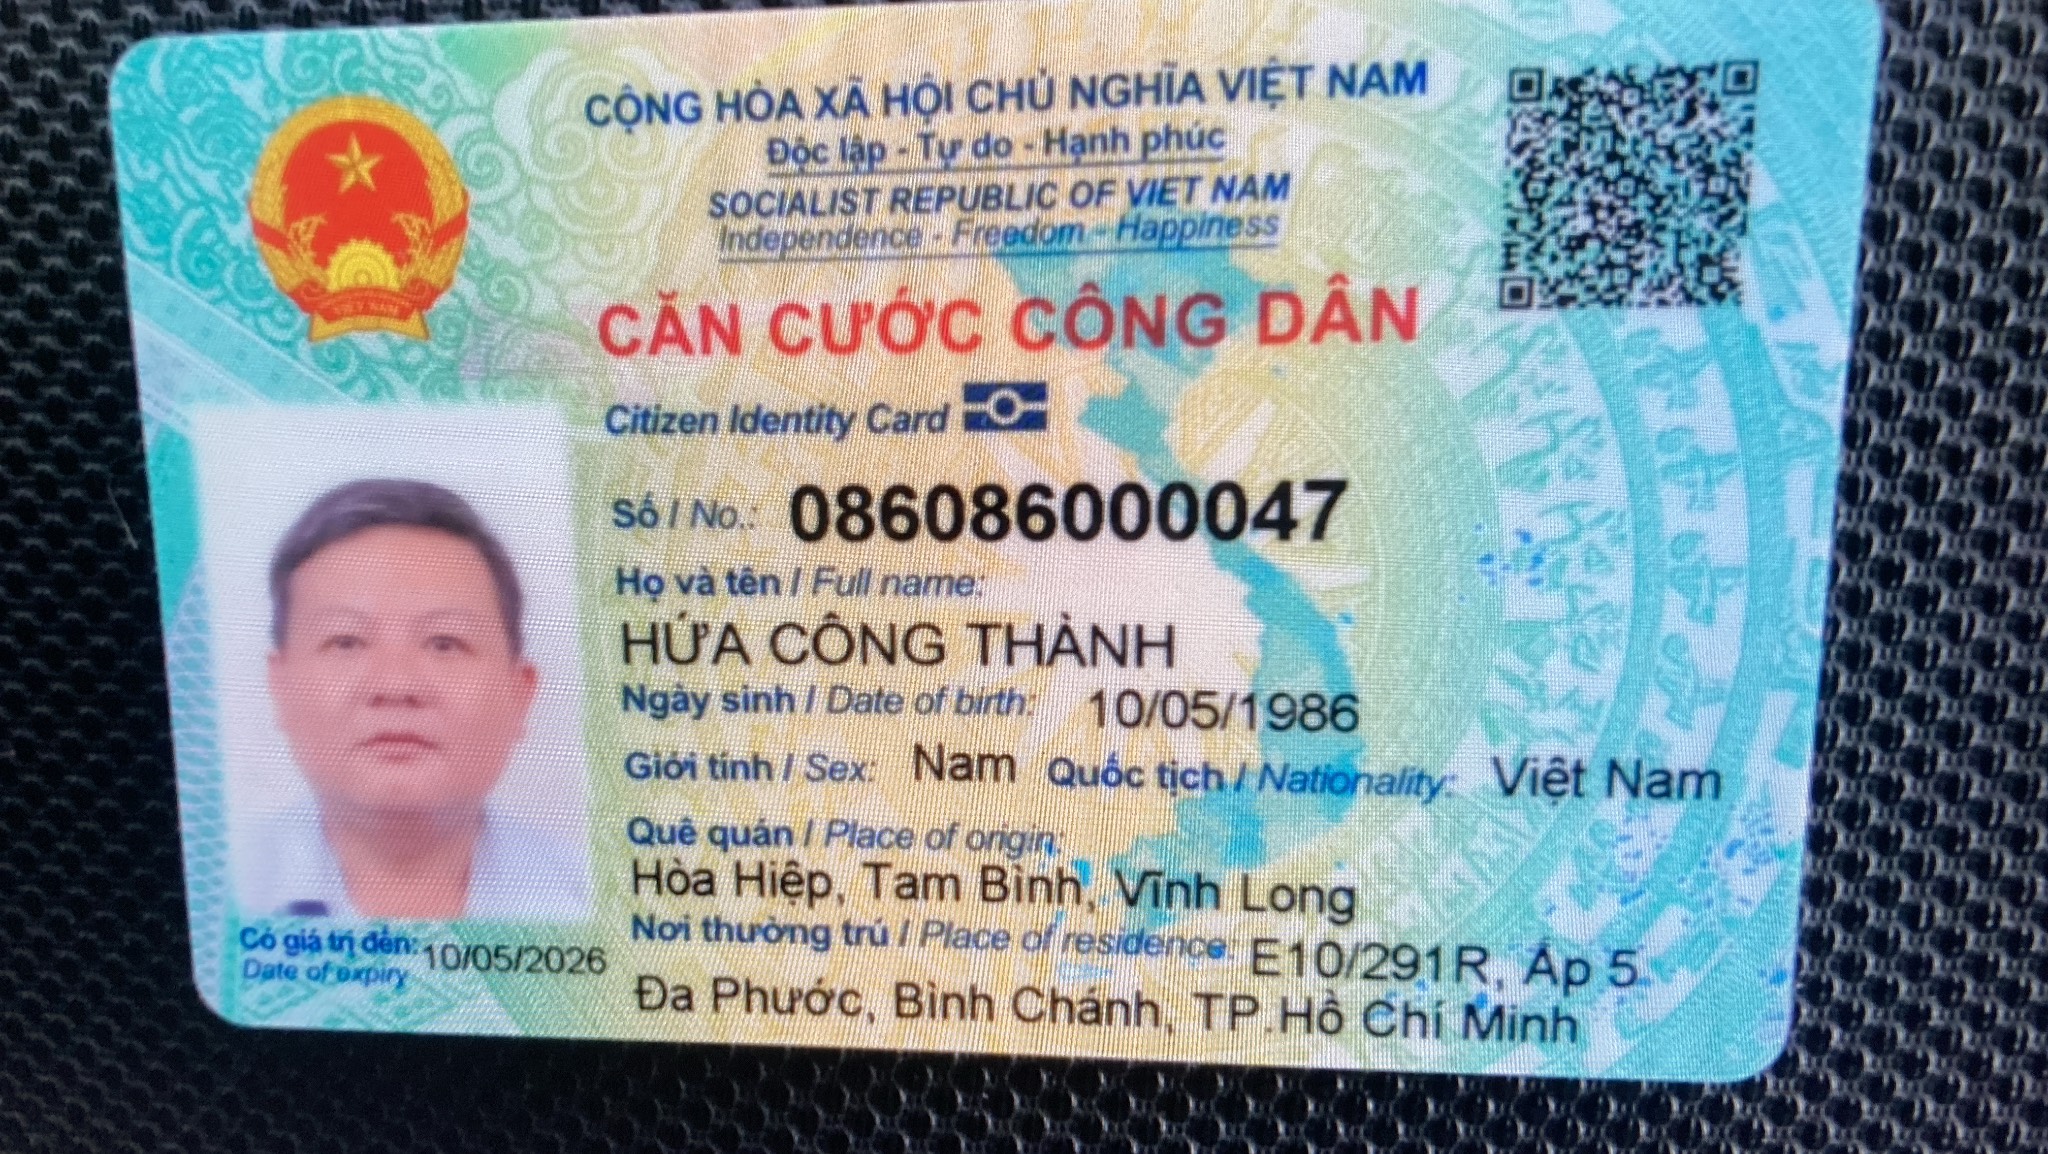 CỘNG HÒA XÃ HỘI CHỦ NGHĨA VIỆT NAM
Độc lập - Tự do - Hạnh phúc
SOCIALIST REPUBLIC OF VIET NAM
Independence - Freedom - Happiness
CĂN CƯỚC CÔNG DÂN
Citizen Identity Card
Số / No.: 086086000047
Họ và tên / Full name:
HỨA CÔNG THÀNH
Ngày sinh / Date of birth: 10/05/1986
Giới tính / Sex: Nam Quốc tịch / Nationality: Việt Nam
Quê quán / Place of origin:
Hòa Hiệp, Tam Bình, Vĩnh Long
Nơi thường trú / Place of residence: E10/291R, Ấp 5
Đa Phước, Bình Chánh, TP.Hồ Chí Minh
Có giá trị đến: 10/05/2026
Date of expiry